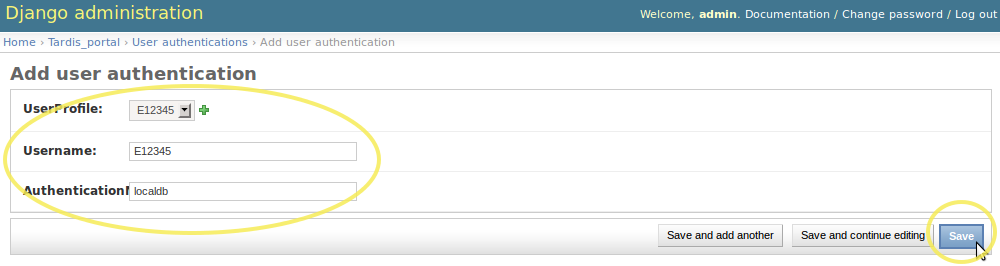 Django administration
Welcome, admin. Documentation / Change password / Log out
Home › Tardis_portal › User authentications › Add user authentication
Add user authentication
UserProfile: E12345
Username: E12345
Authentication localdb
Save and add another Save and continue editing Save